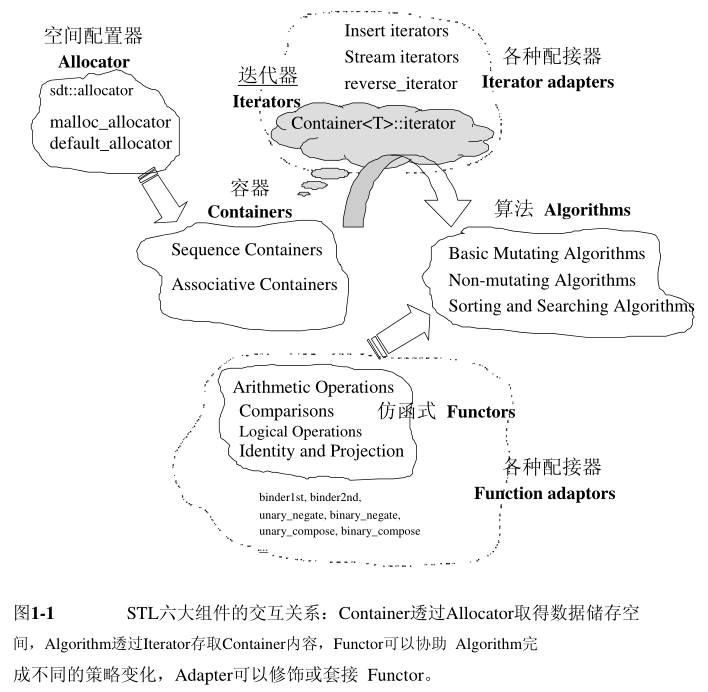 空间配置器
Allocator
sdt::allocator
malloc_allocator
default_allocator
Insert iterators
Stream iterators
reverse_iterator
各种配接器
Iterator adapters
迭代器
Iterators
Container<T>::iterator
容器
Containers
Sequence Containers
Associative Containers
算法 Algorithms
Basic Mutating Algorithms
Non-mutating Algorithms
Sorting and Searching Algorithms
Arithmetic Operations
Comparisons
Logical Operations
Identity and Projection
仿函式 Functors
各种配接器
Function adaptors
binder1st, binder2nd,
unary_negate, binary_negate,
unary_compose, binary_compose
...
图1-1 STL六大组件的交互关系：Container透过Allocator取得数据储存空
间，Algorithm透过Iterator存取Container内容，Functor可以协助 Algorithm完
成不同的策略变化，Adapter可以修饰或套接 Functor。